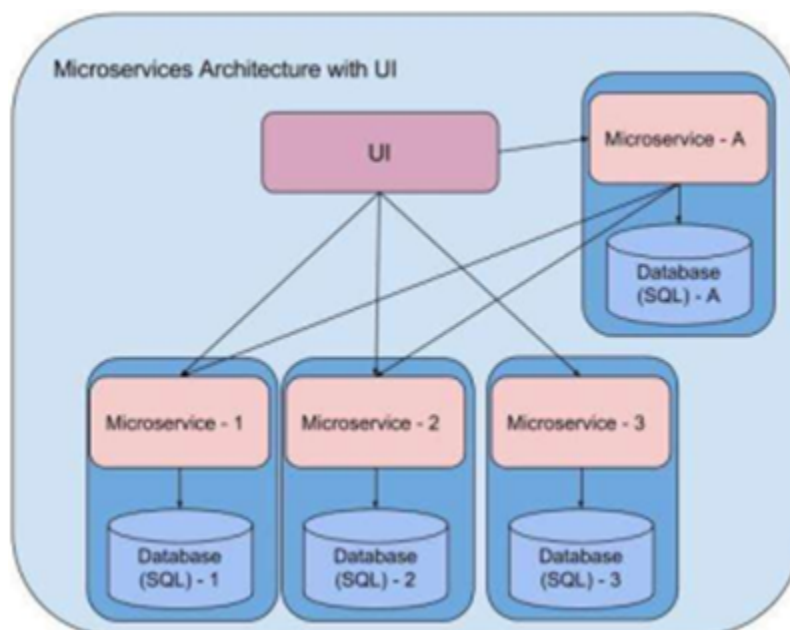 Microservices Architecture with UI
UI
Microservice - A
Database
(SQL) - A
Microservice - 1
Microservice - 2
Microservice - 3
Database
(SQL) - 1
Database
(SQL) - 2
Database
(SQL) - 3